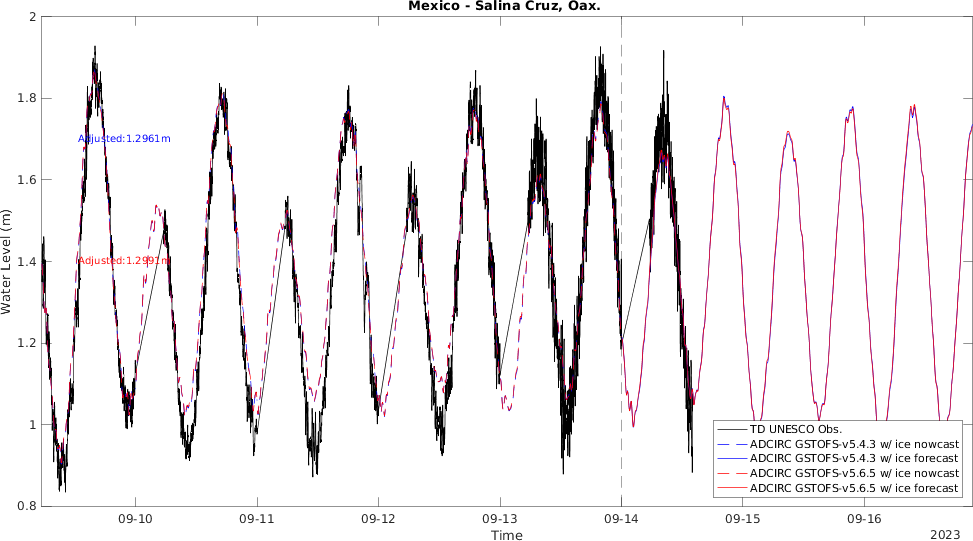 Mexico - Salina Cruz, Oax.
2
1.8
1.6
1.4
1.2
1
0.8
Water Level (m)
Adjusted:1.2961m
Adjusted:1.2991m
TD UNESCO Obs.
ADCIRC GSTOFS-v5.4.3 w/ ice nowcast
ADCIRC GSTOFS-v5.4.3 w/ ice forecast
ADCIRC GSTOFS-v5.6.5 w/ ice nowcast
ADCIRC GSTOFS-v5.6.5 w/ ice forecast
09-10 09-11 09-12 09-13 09-14 09-15 09-16
Time
2023